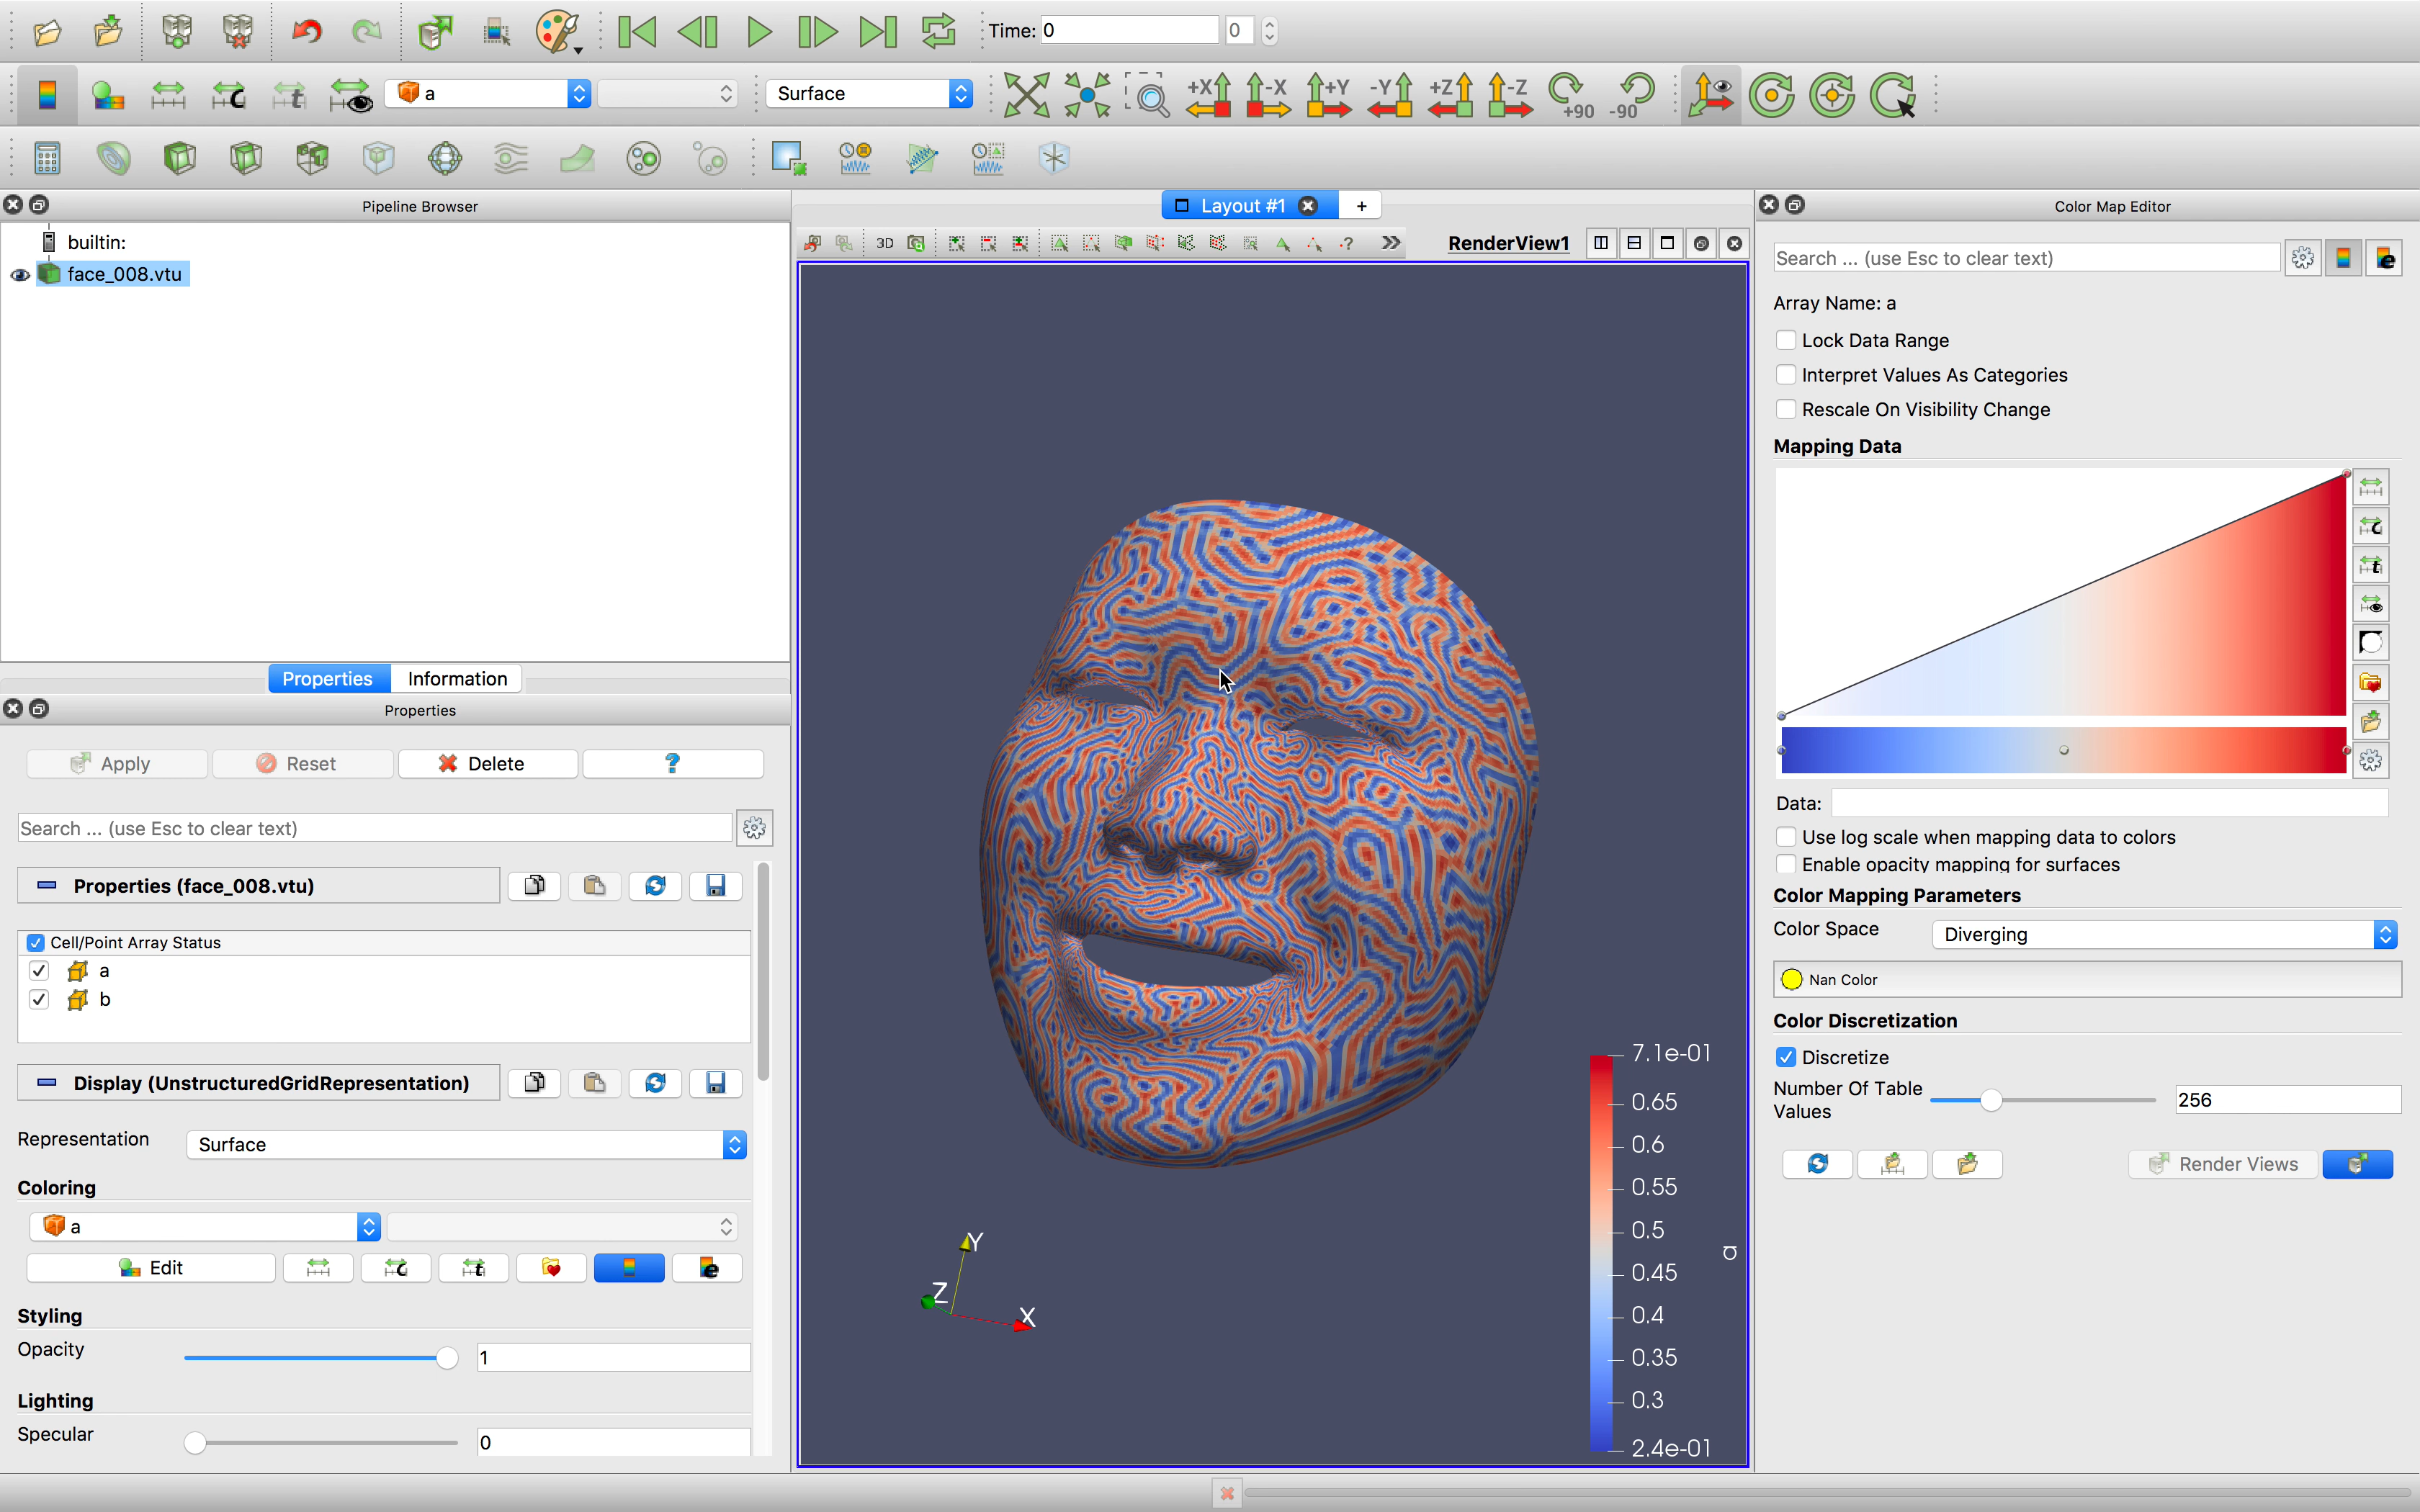 Time: 0 0
a Surface +X -X +Y -Y +Z -Z +90 -90
Pipeline Browser
builtin:
face_008.vtu
Properties Information
Properties
Apply Reset Delete ?
Search ... (use Esc to clear text)
Properties (face_008.vtu)
Cell/Point Array Status
a
b
Display (UnstructuredGridRepresentation)
Representation Surface
Coloring
a
Edit
Styling
Opacity 1
Lighting
Specular 0
Layout #1 +
3D ? RenderView1
7.1e-01
0.65
0.6
0.55
0.5
0.45
0.4
0.35
0.3
2.4e-01
a
Y
Z
X
Color Map Editor
Search ... (use Esc to clear text)
Array Name: a
Lock Data Range
Interpret Values As Categories
Rescale On Visibility Change
Mapping Data
Data:
Use log scale when mapping data to colors
Enable opacity mapping for surfaces
Color Mapping Parameters
Color Space Diverging
Nan Color
Color Discretization
Discretize
Number Of Table
Values 256
Render Views